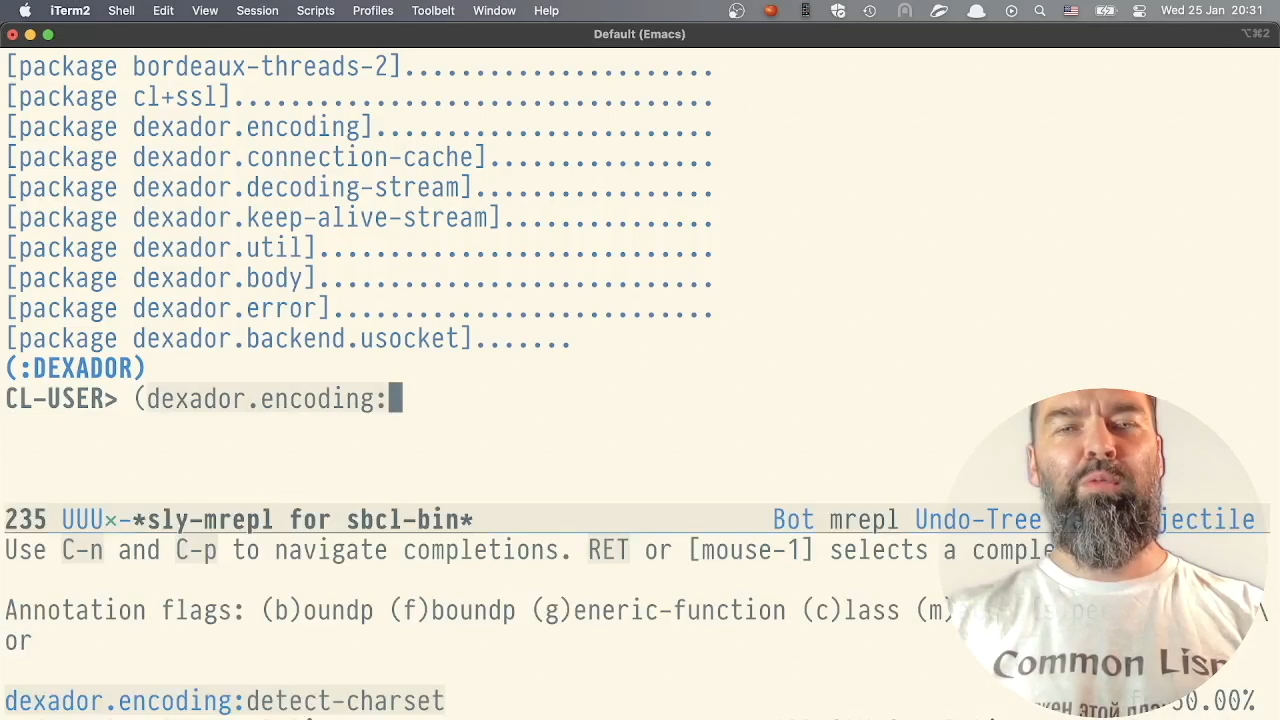 iTerm2 Shell Edit View Session Scripts Profiles Toolbelt Window Help Wed 25 Jan 20:31
Default (Emacs) ⌥⌘2
[package bordeaux-threads-2]......................
[package cl+ssl]..................................
[package dexador.encoding]........................
[package dexador.connection-cache]................
[package dexador.decoding-stream].................
[package dexador.keep-alive-stream]...............
[package dexador.util]............................
[package dexador.body]............................
[package dexador.error]...........................
[package dexador.backend.usocket].......
(:DEXADOR)
CL-USER> (dexador.encoding:
235 UUU×-*sly-mrepl for sbcl-bin* Bot mrepl Undo-Tree jectile
Use C-n and C-p to navigate completions. RET or [mouse-1] selects a comple
Annotation flags: (b)oundp (f)boundp (g)eneric-function (c)lass (m) \
or
Common Lisp
dexador.encoding:detect-charset 50.00%